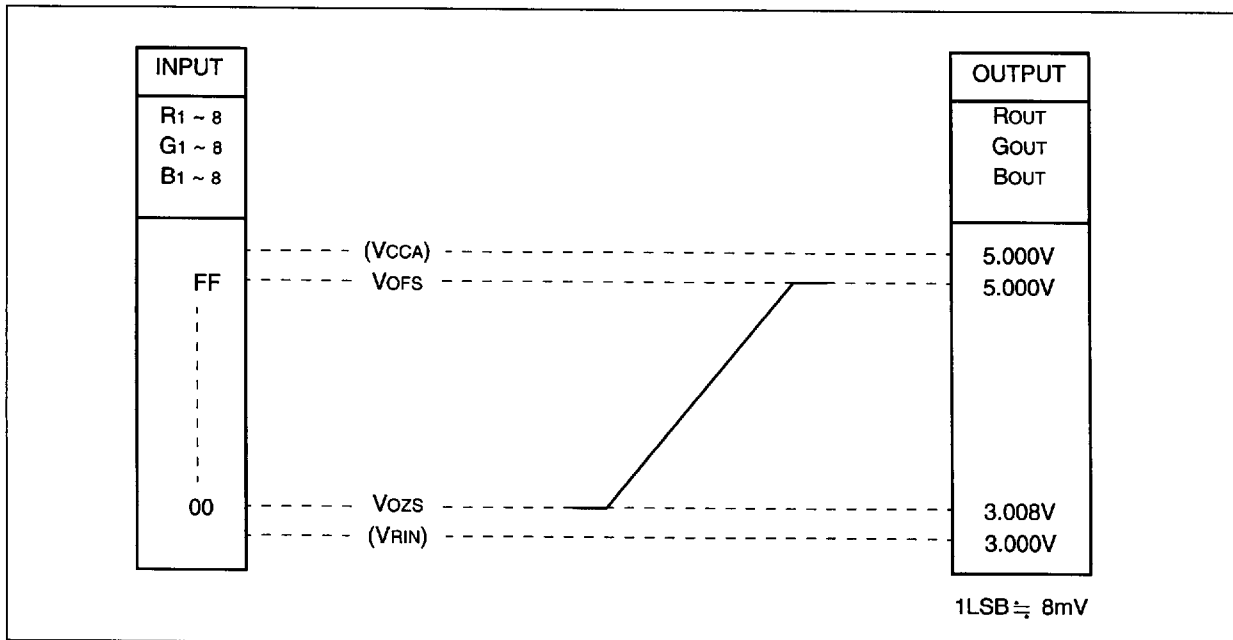 INPUT
R1 ~ 8
G1 ~ 8
B1 ~ 8
FF
00
(VCCA)
VOFS
VOZS
(VRIN)
OUTPUT
ROUT
GOUT
BOUT
5.000V
5.000V
3.008V
3.000V
1LSB ≒ 8mV